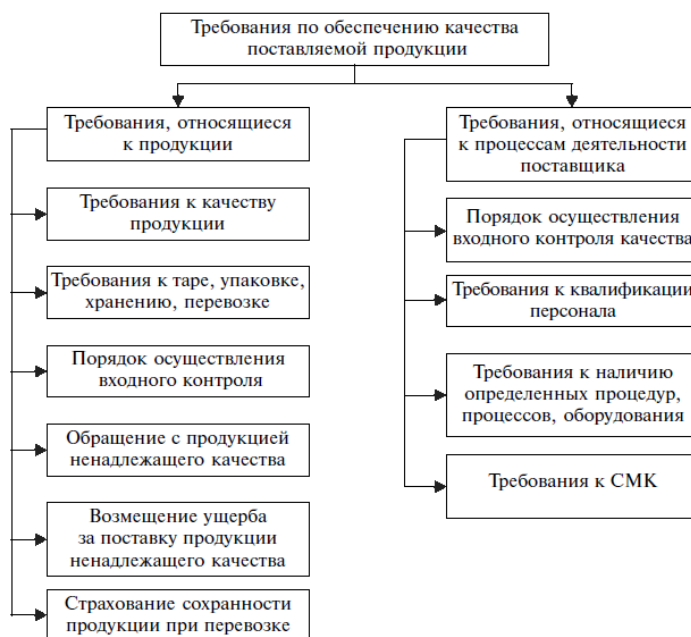 Требования по обеспечению качества
поставляемой продукции
Требования, относящиеся
к продукции
Требования к качеству
продукции
Требования к таре, упаковке,
хранению, перевозке
Порядок осуществления
входного контроля
Обращение с продукцией
ненадлежащего качества
Возмещение ущерба
за поставку продукции
ненадлежащего качества
Страхование сохранности
продукции при перевозке
Требования, относящиеся
к процессам деятельности
поставщика
Порядок осуществления
входного контроля качества
Требования к квалификации
персонала
Требования к наличию
определенных процедур,
процессов, оборудования
Требования к СМК